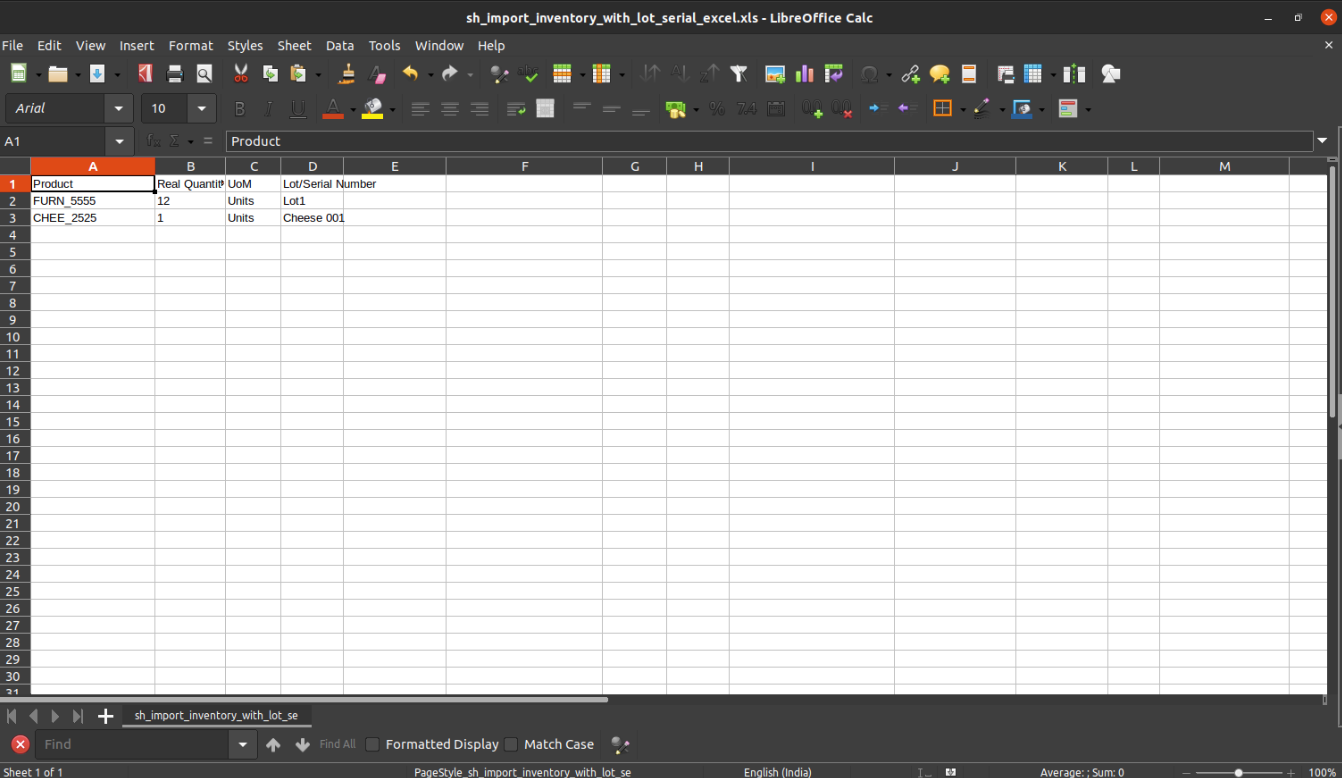 sh_import_inventory_with_lot_serial_excel.xls - LibreOffice Calc
File Edit View Insert Format Styles Sheet Data Tools Window Help
Arial 10
A1 Product
A B C D E F G H I J K L M
1 Product Real Quantit UoM Lot/Serial Number
2 FURN_5555 12 Units Lot1
3 CHEE_2525 1 Units Cheese 001
4
5
6
7
8
9
10
11
12
13
14
15
16
17
18
19
20
21
22
23
24
25
26
27
28
29
30
31
sh_import_inventory_with_lot_se
Find Find All Formatted Display Match Case
Sheet 1 of 1 PageStyle_sh_import_inventory_with_lot_se English (India) Average: ; Sum: 0 100%